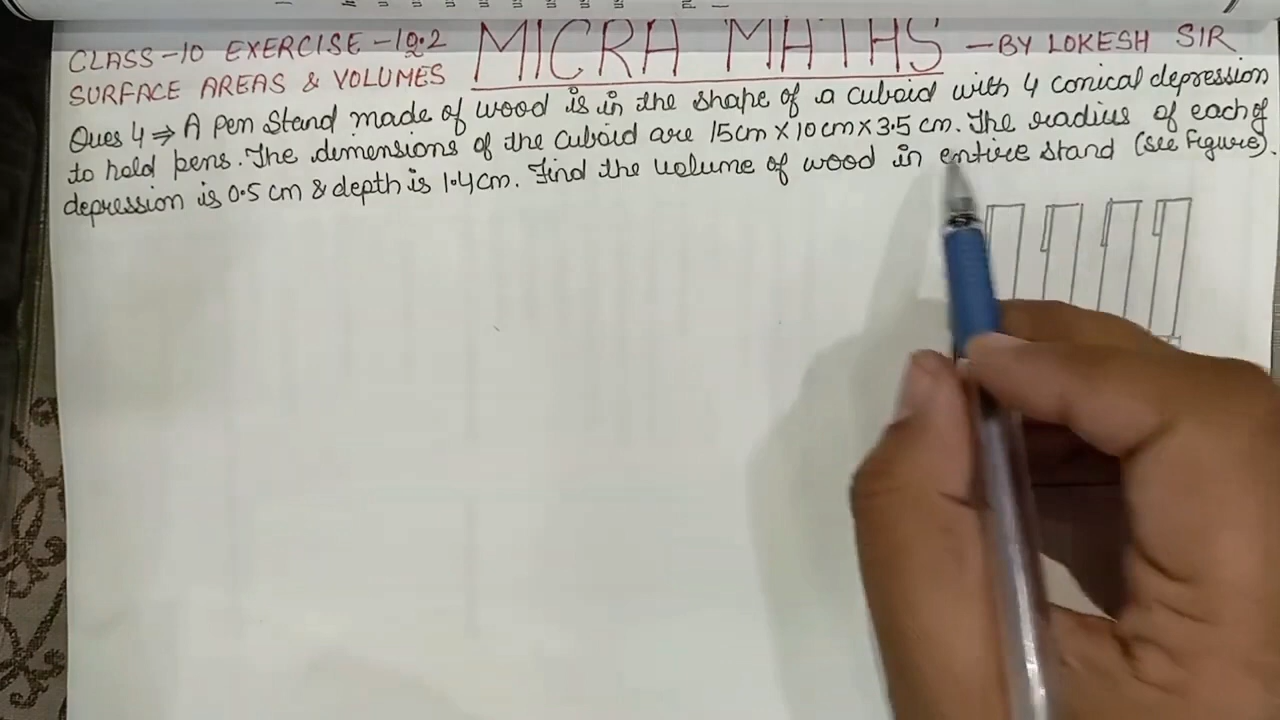 CLASS-10 EXERCISE-12.2 MICRA MATHS -BY LOKESH SIR
SURFACE AREAS & VOLUMES
Ques 4 ⇒ A pen stand made of wood is in the shape of a cuboid with 4 conical depression
to hold pens. The dimensions of the cuboid are 15cm×10cm×3.5 cm. The radius of each of
depression is 0.5 cm & depth is 1.4cm. Find the volume of wood in entire stand (see figure).